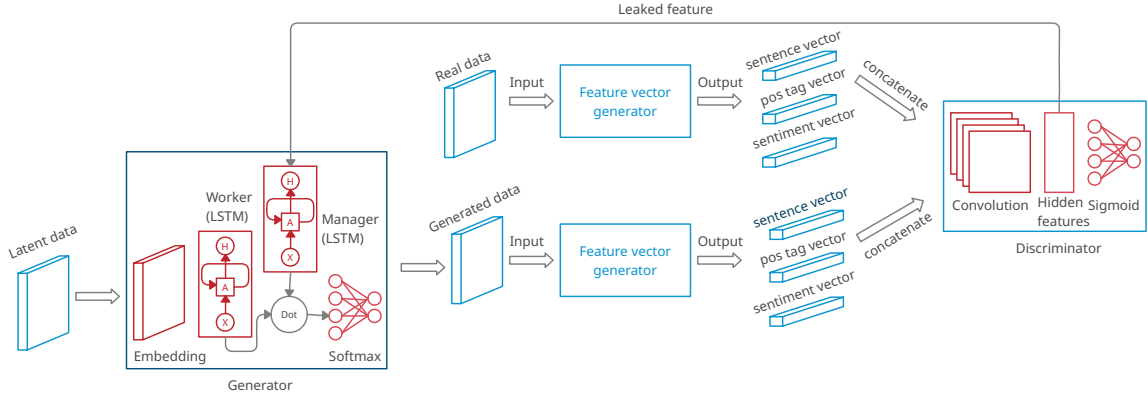 Leaked feature
Real data
Input
Feature vector
generator
Output
sentence vector
pos tag vector
sentiment vector
concatenate
Latent data
Embedding
Worker
(LSTM)
H
A
X
Manager
(LSTM)
H
A
X
Dot
Softmax
Generator
Generated data
Input
Feature vector
generator
Output
sentence vector
pos tag vector
sentiment vector
concatenate
Convolution
Hidden
features
Sigmoid
Discriminator